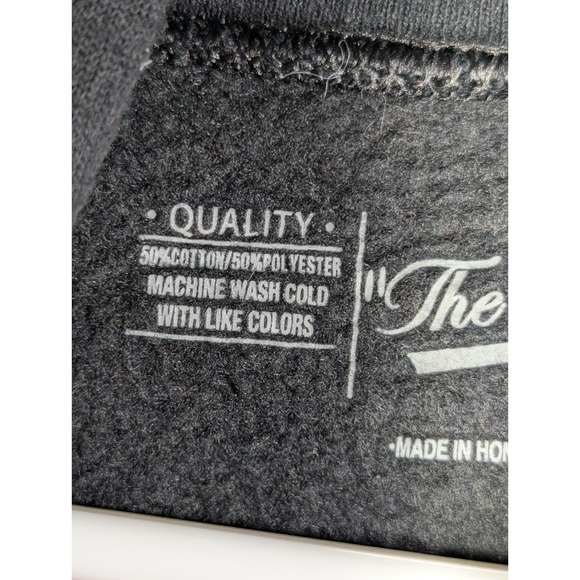 · QUALITY ·
50%COTTON/50%POLYESTER
MACHINE WASH COLD
WITH LIKE COLORS
"The
·MADE IN HON